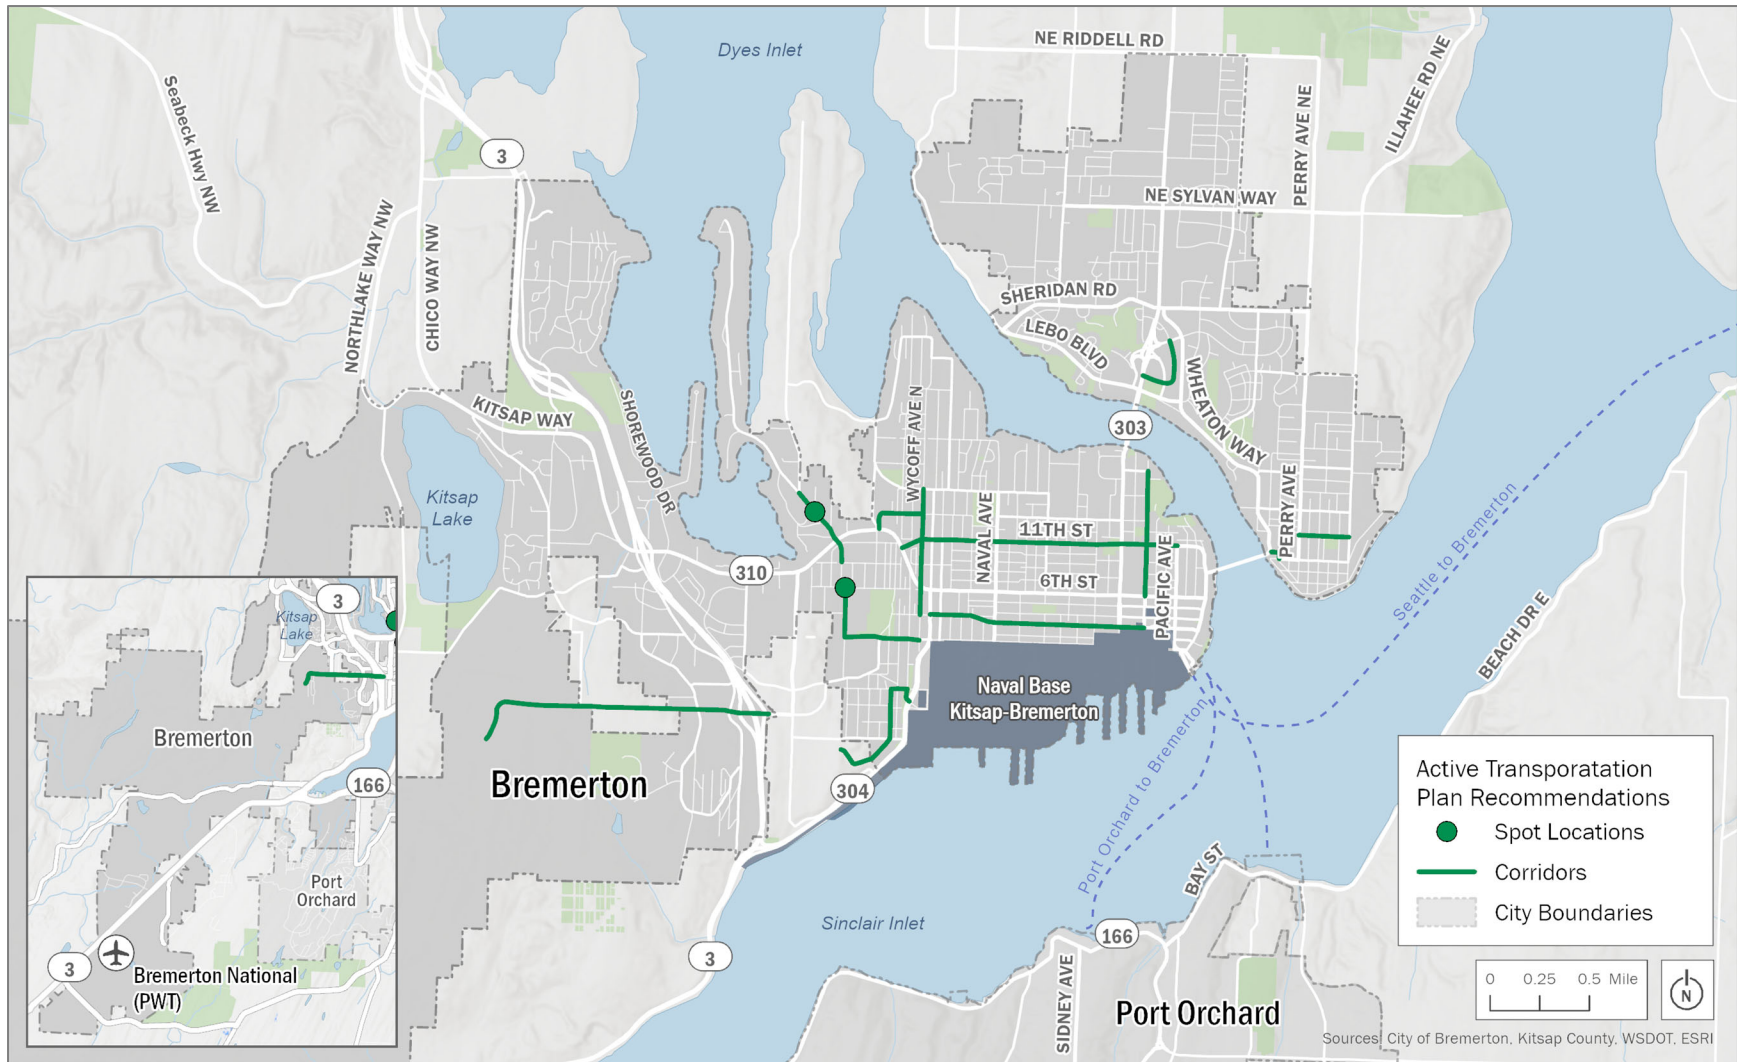 Dyes Inlet
NE RIDDELL RD
Seabeck Hwy NW
3
PERRY AVE NE
ILLAHEE RD NE
NE SYLVAN WAY
NORTHLAKE WAY NW
CHICO WAY NW
SHERIDAN RD
LEBO BLVD
WHEATON WAY
KITSAP WAY
SHOREWOOD DR
WYCOFF AVE N
303
Kitsap
Lake
NAVAL AVE
11TH ST
PACIFIC AVE
PERRY AVE
310
6TH ST
Seattle to Bremerton
BEACH DR E
Naval Base
Kitsap-Bremerton
Port Orchard to Bremerton
Bremerton
304
Sinclair Inlet
3
BAY ST
166
SIDNEY AVE
Port Orchard
3
Kitsap
Lake
Bremerton
166
Port
Orchard
3
Bremerton National
(PWT)
Active Transporatation
Plan Recommendations
Spot Locations
Corridors
City Boundaries
0 0.25 0.5 Mile
N
Sources: City of Bremerton, Kitsap County, WSDOT, ESRI